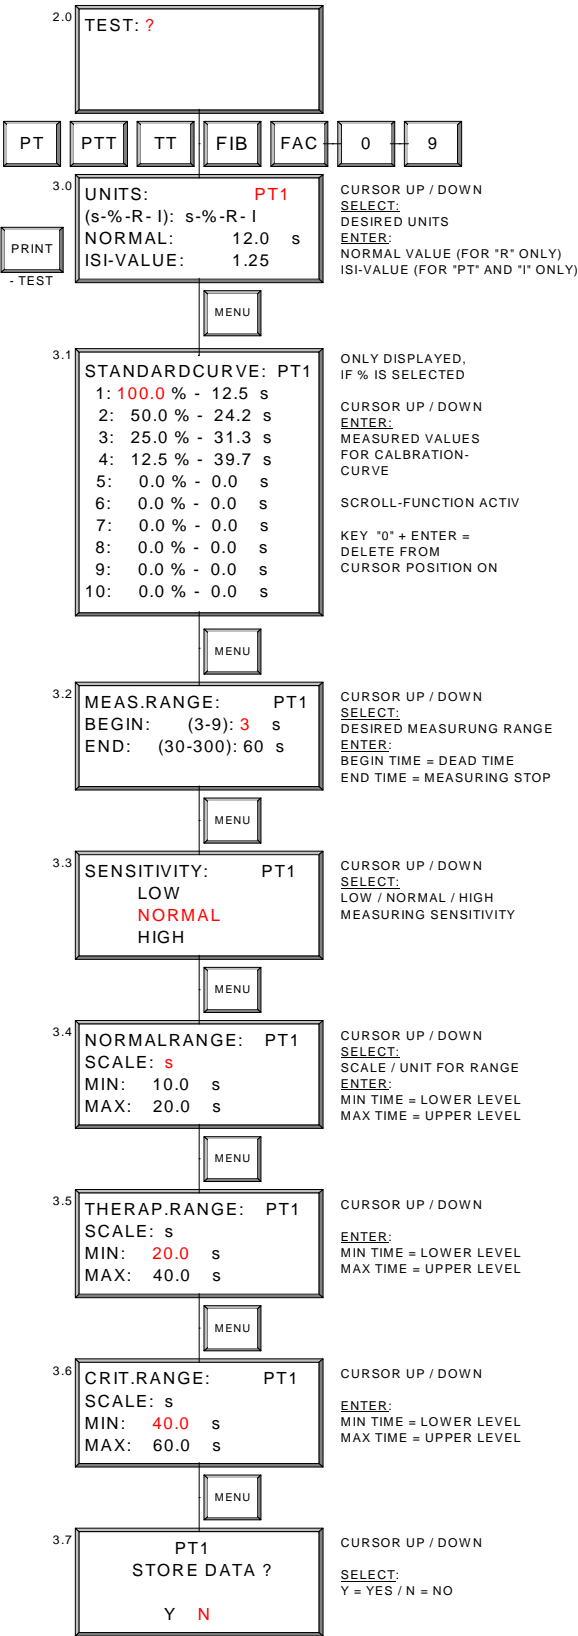 2.0
TEST: ?
PT PTT TT FIB FAC 0 9
3.0
UNITS: PT1
(s-%-R- I): s-%-R- I
NORMAL: 12.0 s
ISI-VALUE: 1.25
CURSOR UP / DOWN
SELECT:
DESIRED UNITS
ENTER:
NORMAL VALUE (FOR "R" ONLY)
ISI-VALUE (FOR "PT" AND "I" ONLY)
PRINT
- TEST
MENU
3.1
STANDARDCURVE: PT1
1: 100.0 % - 12.5 s
2: 50.0 % - 24.2 s
3: 25.0 % - 31.3 s
4: 12.5 % - 39.7 s
5: 0.0 % - 0.0 s
6: 0.0 % - 0.0 s
7: 0.0 % - 0.0 s
8: 0.0 % - 0.0 s
9: 0.0 % - 0.0 s
10: 0.0 % - 0.0 s
ONLY DISPLAYED,
IF % IS SELECTED
CURSOR UP / DOWN
ENTER:
MEASURED VALUES
FOR CALBRATION-
CURVE
SCROLL-FUNCTION ACTIV
KEY "0" + ENTER =
DELETE FROM
CURSOR POSITION ON
MENU
3.2
MEAS.RANGE: PT1
BEGIN: (3-9): 3 s
END: (30-300): 60 s
CURSOR UP / DOWN
SELECT:
DESIRED MEASURUNG RANGE
ENTER:
BEGIN TIME = DEAD TIME
END TIME = MEASURING STOP
MENU
3.3
SENSITIVITY: PT1
LOW
NORMAL
HIGH
CURSOR UP / DOWN
SELECT:
LOW / NORMAL / HIGH
MEASURING SENSITIVITY
MENU
3.4
NORMALRANGE: PT1
SCALE: s
MIN: 10.0 s
MAX: 20.0 s
CURSOR UP / DOWN
SELECT:
SCALE / UNIT FOR RANGE
ENTER:
MIN TIME = LOWER LEVEL
MAX TIME = UPPER LEVEL
MENU
3.5
THERAP.RANGE: PT1
SCALE: s
MIN: 20.0 s
MAX: 40.0 s
CURSOR UP / DOWN
ENTER:
MIN TIME = LOWER LEVEL
MAX TIME = UPPER LEVEL
MENU
3.6
CRIT.RANGE: PT1
SCALE: s
MIN: 40.0 s
MAX: 60.0 s
CURSOR UP / DOWN
ENTER:
MIN TIME = LOWER LEVEL
MAX TIME = UPPER LEVEL
MENU
3.7
PT1
STORE DATA ?
Y N
CURSOR UP / DOWN
SELECT:
Y = YES / N = NO